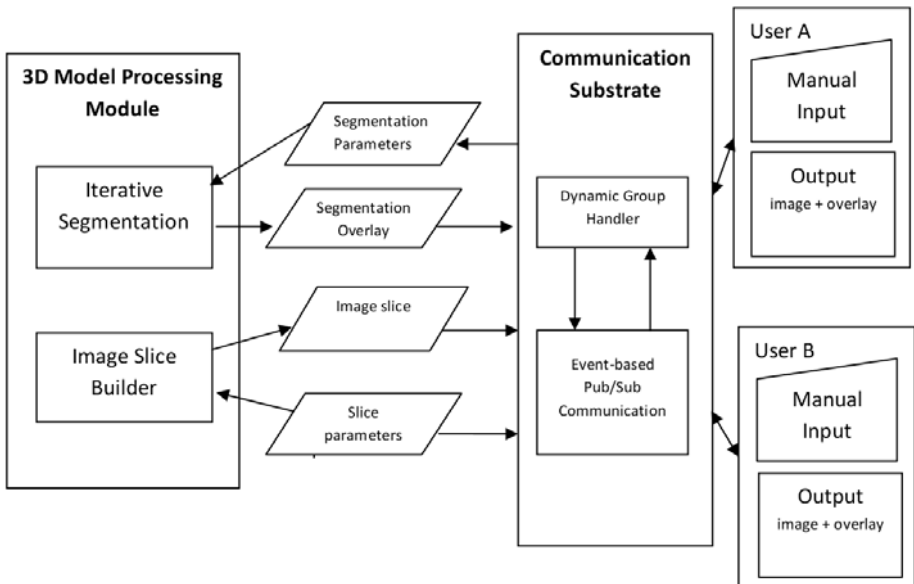 3D Model Processing
Module
Iterative
Segmentation
Image Slice
Builder
Segmentation
Parameters
Segmentation
Overlay
Image slice
Slice
parameters
Communication
Substrate
Dynamic Group
Handler
Event-based
Pub/Sub
Communication
User A
Manual
Input
Output
image + overlay
User B
Manual
Input
Output
image + overlay